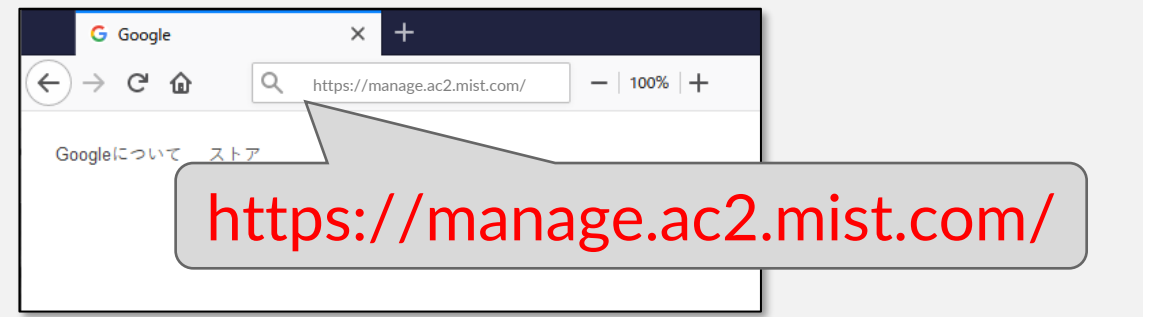 Google
https://manage.ac2.mist.com/
100%
Googleについて ストア
https://manage.ac2.mist.com/